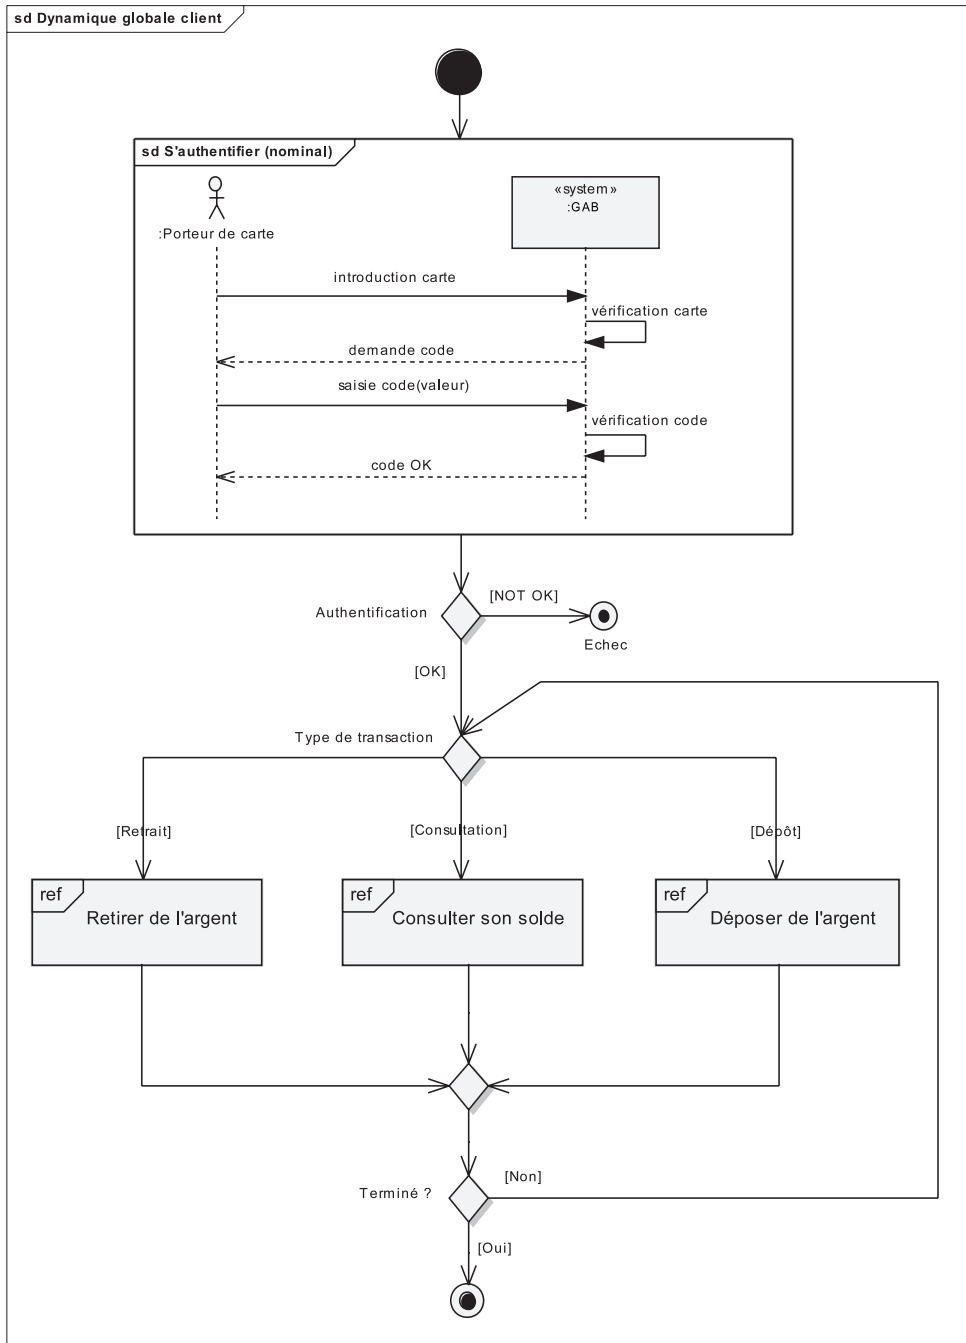 sd Dynamique globale client
sd S'authentifier (nominal)
«system»
:GAB
:Porteur de carte
introduction carte
vérification carte
demande code
saisie code(valeur)
vérification code
code OK
Authentification
[NOT OK]
Echec
[OK]
Type de transaction
[Retrait]
[Consultation]
[Dépôt]
ref
Retirer de l'argent
ref
Consulter son solde
ref
Déposer de l'argent
Terminé ?
[Non]
[Oui]